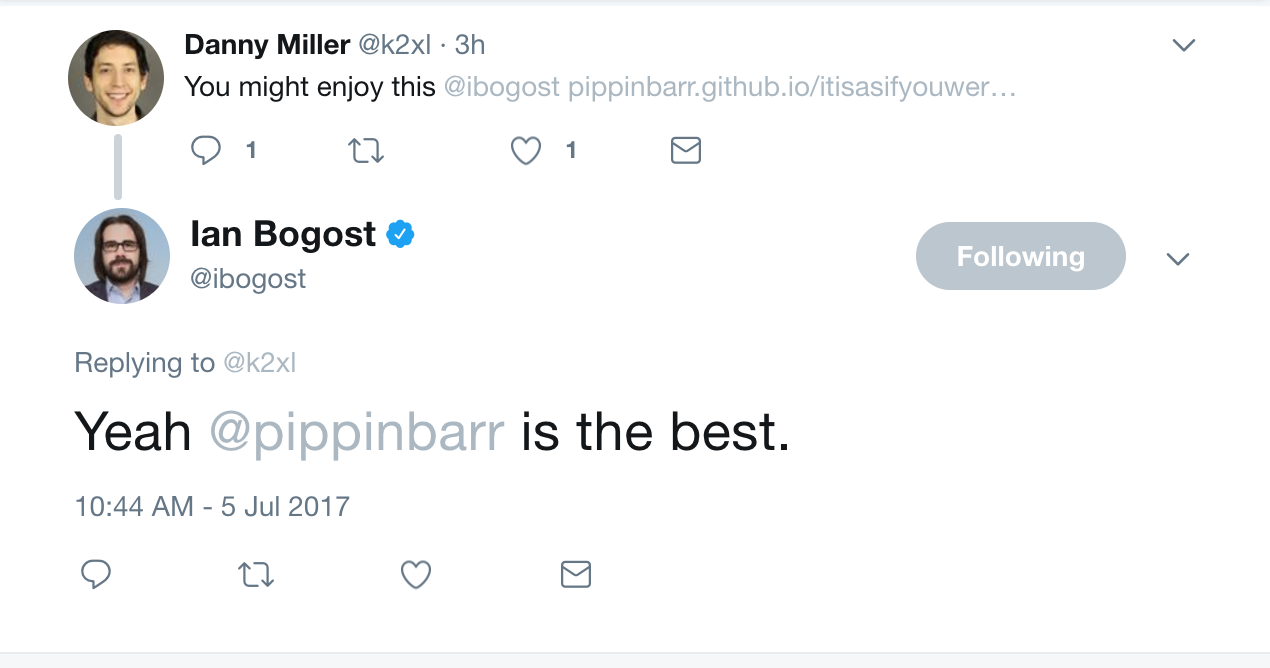 Danny Miller @k2xl · 3h
You might enjoy this @ibogost pippinbarr.github.io/itisasifyouwer…
1 1
Ian Bogost
@ibogost
Following
Replying to @k2xl
Yeah @pippinbarr is the best.
10:44 AM - 5 Jul 2017